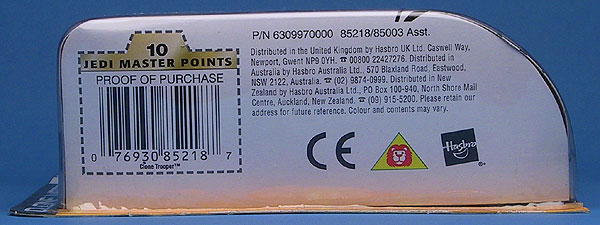 10
JEDI MASTER POINTS
PROOF OF PURCHASE
0 76930 85218 7
Clone Trooper™
P/N 6309970000 85218/85003 Asst.
Distributed in the United Kingdom by Hasbro UK Ltd. Caswell Way,
Newport, Gwent NP9 0YH. ☎ 00800 22427276. Distributed in
Australia by Hasbro Australia Ltd., 570 Blaxland Road, Eastwood,
NSW 2122, Australia. ☎ (02) 9874-0999. Distributed in New
Zealand by Hasbro Australia Ltd., PO Box 100-940, North Shore Mail
Centre, Auckland, New Zealand. ☎ (09) 915-5200. Please retain our
address for future reference. Colour and contents may vary.
CE
Hasbro
®*